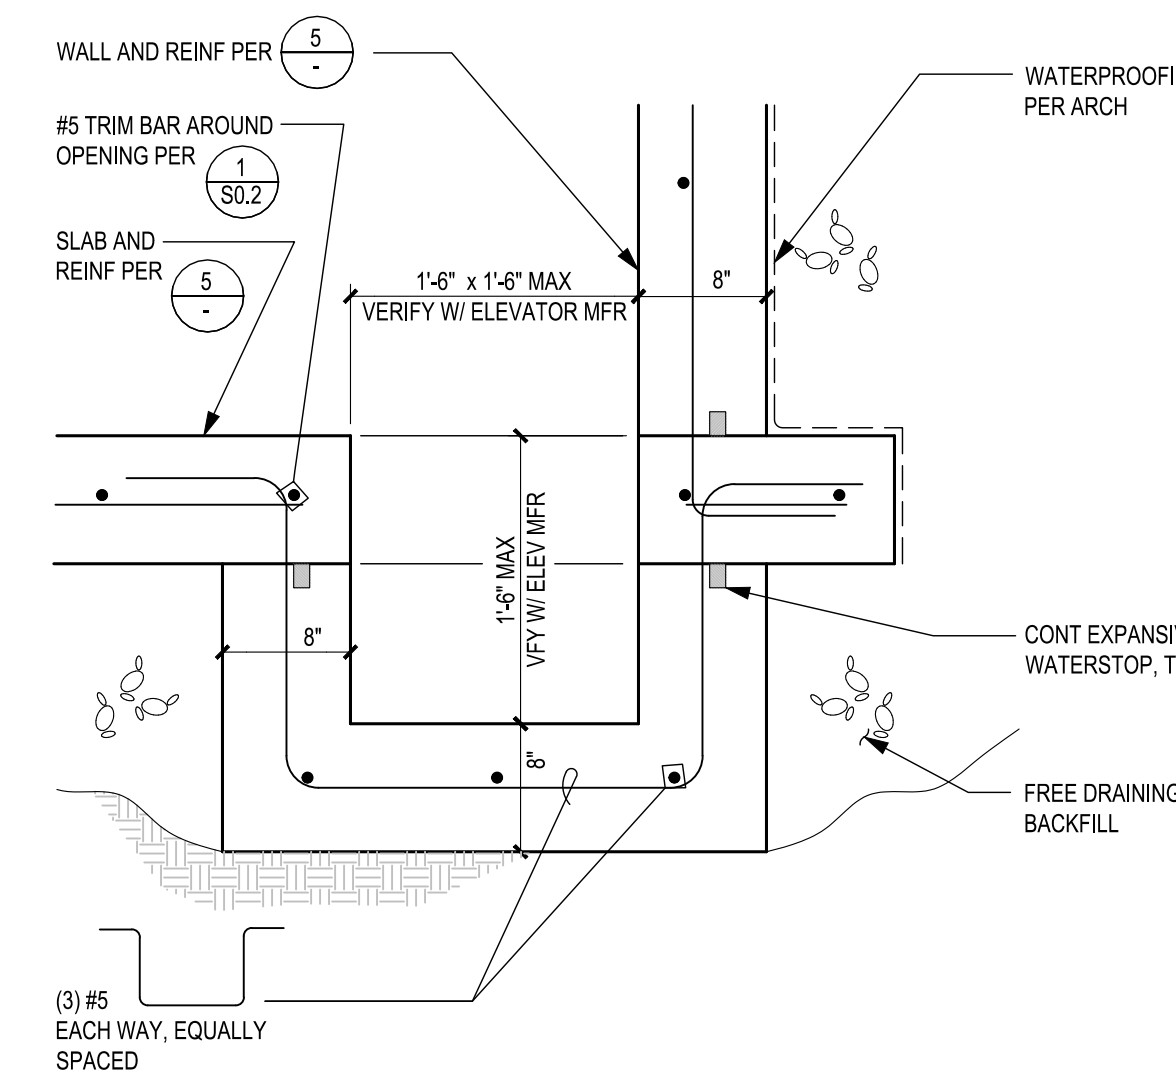 WALL AND REINF PER
5
-
#5 TRIM BAR AROUND
OPENING PER
1
S0.2
SLAB AND
REINF PER
5
-
1'-6" x 1'-6" MAX
VERIFY W/ ELEVATOR MFR
8"
WATERPROOFI
PER ARCH
1'-6" MAX
VFY W/ ELEV MFR
8"
8"
CONT EXPANSI
WATERSTOP, T
FREE DRAINING
BACKFILL
(3) #5
EACH WAY, EQUALLY
SPACED